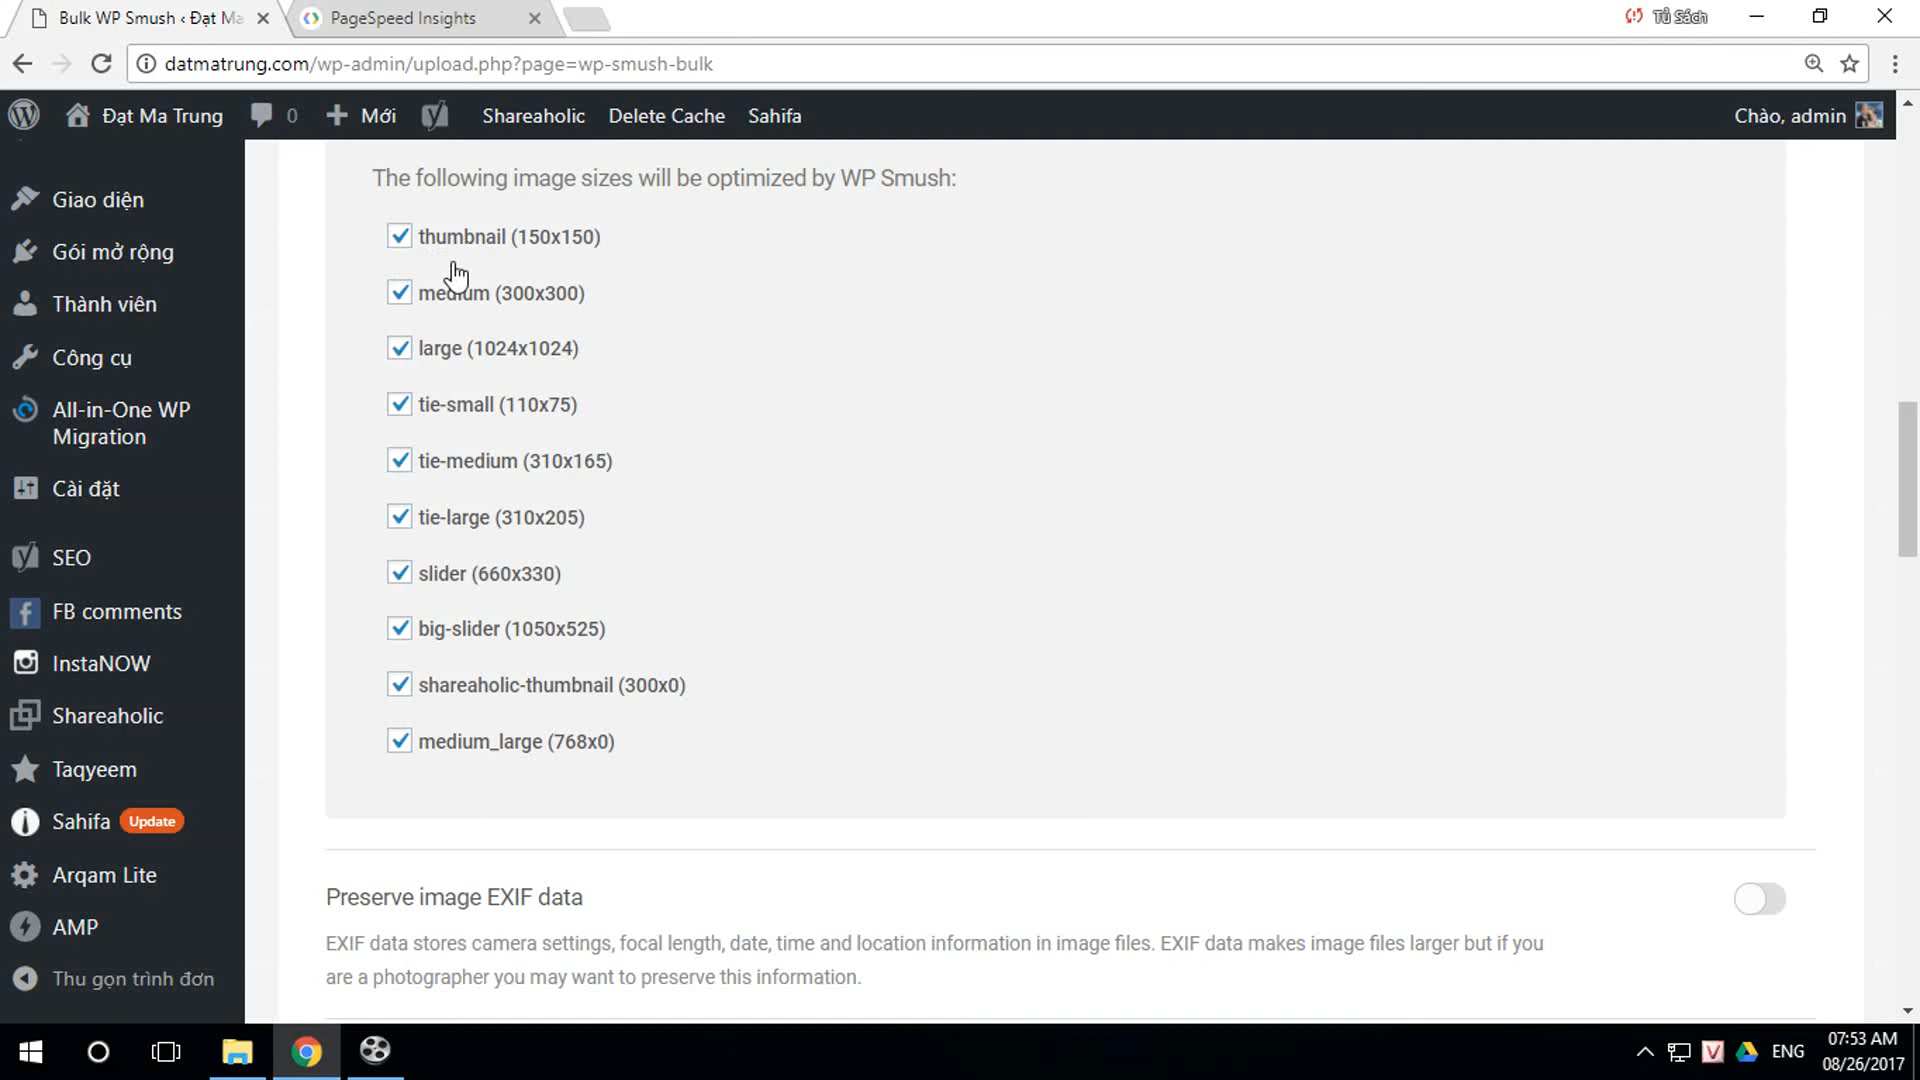 Bulk WP Smush ‹ Đạt Ma
PageSpeed Insights
Tủ Sách
datmatrung.com/wp-admin/upload.php?page=wp-smush-bulk
Đạt Ma Trung
0
Mới
Shareaholic
Delete Cache
Sahifa
Chào, admin
Giao diện
Gói mở rộng
Thành viên
Công cụ
All-in-One WP
Migration
Cài đặt
SEO
FB comments
InstaNOW
Shareaholic
Taqyeem
Sahifa Update
Arqam Lite
AMP
Thu gọn trình đơn
The following image sizes will be optimized by WP Smush:
thumbnail (150x150)
medium (300x300)
large (1024x1024)
tie-small (110x75)
tie-medium (310x165)
tie-large (310x205)
slider (660x330)
big-slider (1050x525)
shareaholic-thumbnail (300x0)
medium_large (768x0)
Preserve image EXIF data
EXIF data stores camera settings, focal length, date, time and location information in image files. EXIF data makes image files larger but if you
are a photographer you may want to preserve this information.
ENG
07:53 AM
08/26/2017